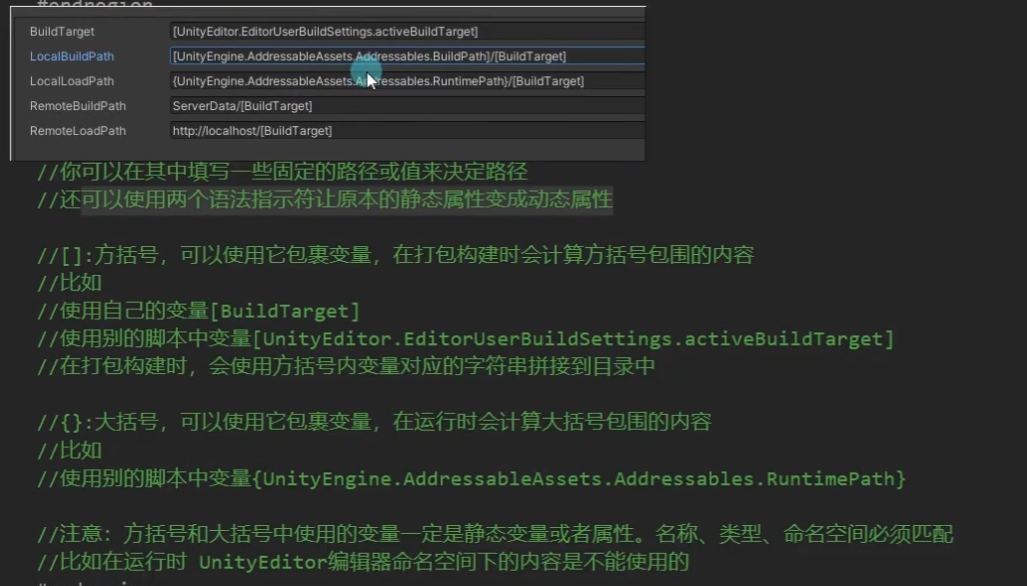 #endregion
BuildTarget [UnityEditor.EditorUserBuildSettings.activeBuildTarget]
LocalBuildPath [UnityEngine.AddressableAssets.Addressables.BuildPath]/[BuildTarget]
LocalLoadPath {UnityEngine.AddressableAssets.Addressables.RuntimePath}/[BuildTarget]
RemoteBuildPath ServerData/[BuildTarget]
RemoteLoadPath http://localhost/[BuildTarget]
//你可以在其中填写一些固定的路径或值来决定路径
//还可以使用两个语法指示符让原本的静态属性变成动态属性
//[]:方括号，可以使用它包裹变量，在打包构建时会计算方括号包围的内容
//比如
//使用自己的变量[BuildTarget]
//使用别的脚本中变量[UnityEditor.EditorUserBuildSettings.activeBuildTarget]
//在打包构建时，会使用方括号内变量对应的字符串拼接到目录中
//{}:大括号，可以使用它包裹变量，在运行时会计算大括号包围的内容
//比如
//使用别的脚本中变量{UnityEngine.AddressableAssets.Addressables.RuntimePath}
//注意：方括号和大括号中使用的变量一定是静态变量或者属性。名称、类型、命名空间必须匹配
//比如在运行时 UnityEditor编辑器命名空间下的内容是不能使用的